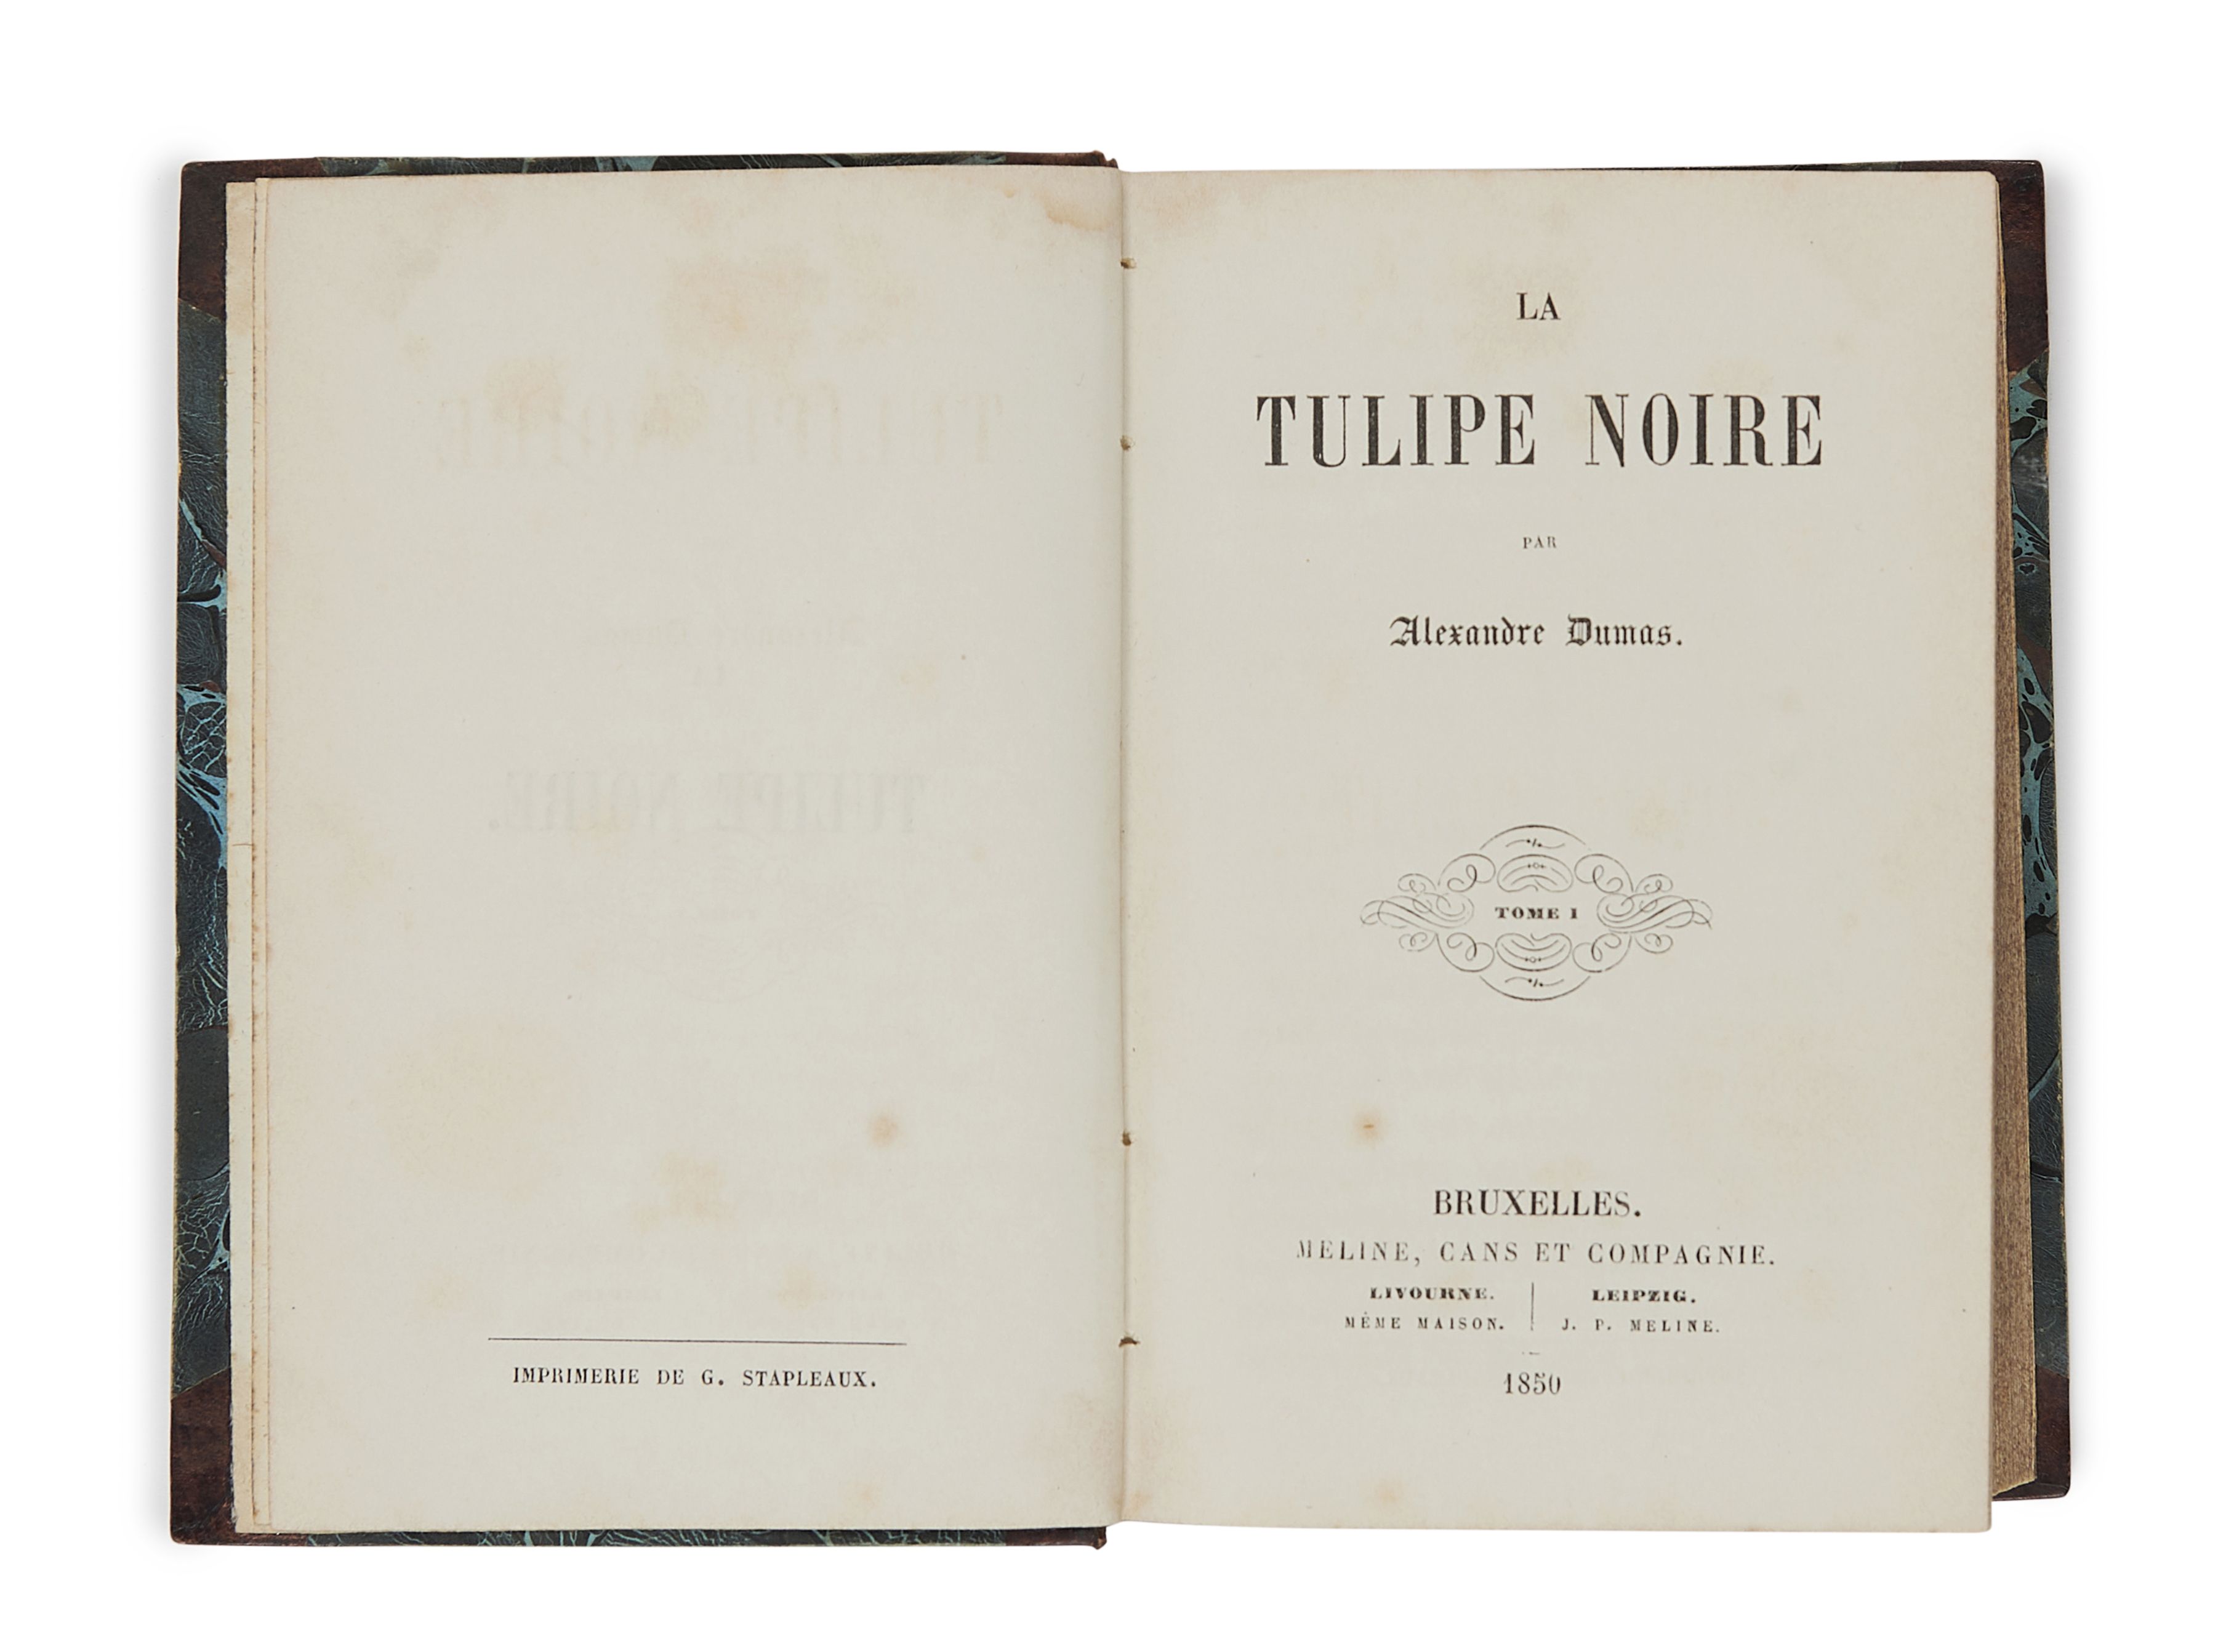 IMPRIMERIE DE G. STAPLEAUX.
LA
TULIPE NOIRE
PAR
Alexandre Dumas.
TOME I
BRUXELLES.
MELINE, CANS ET COMPAGNIE.
LIVOURNE. LEIPZIG.
MÊME MAISON. J. P. MELINE.
1850